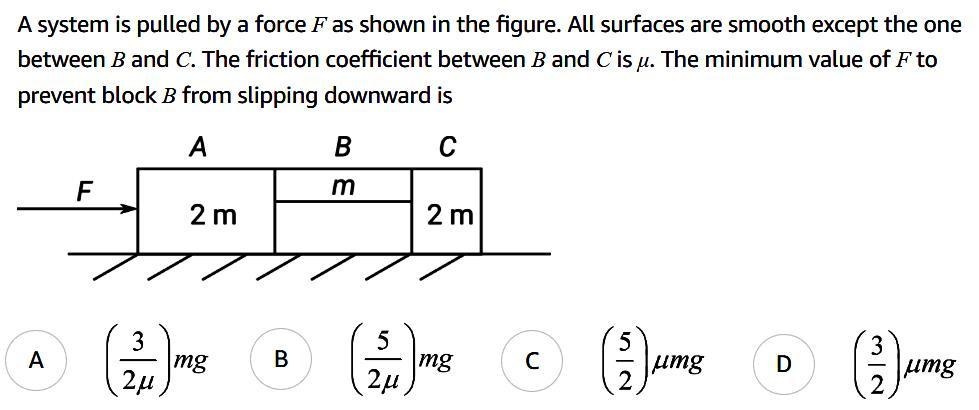 A system is pulled by a force F as shown in the figure. All surfaces are smooth except the one
between B and C. The friction coefficient between B and C is μ. The minimum value of F to
prevent block B from slipping downward is
A B C
F
m
2 m 2 m
A (3/2μ) mg B (5/2μ) mg C (5/2) μmg D (3/2) μmg